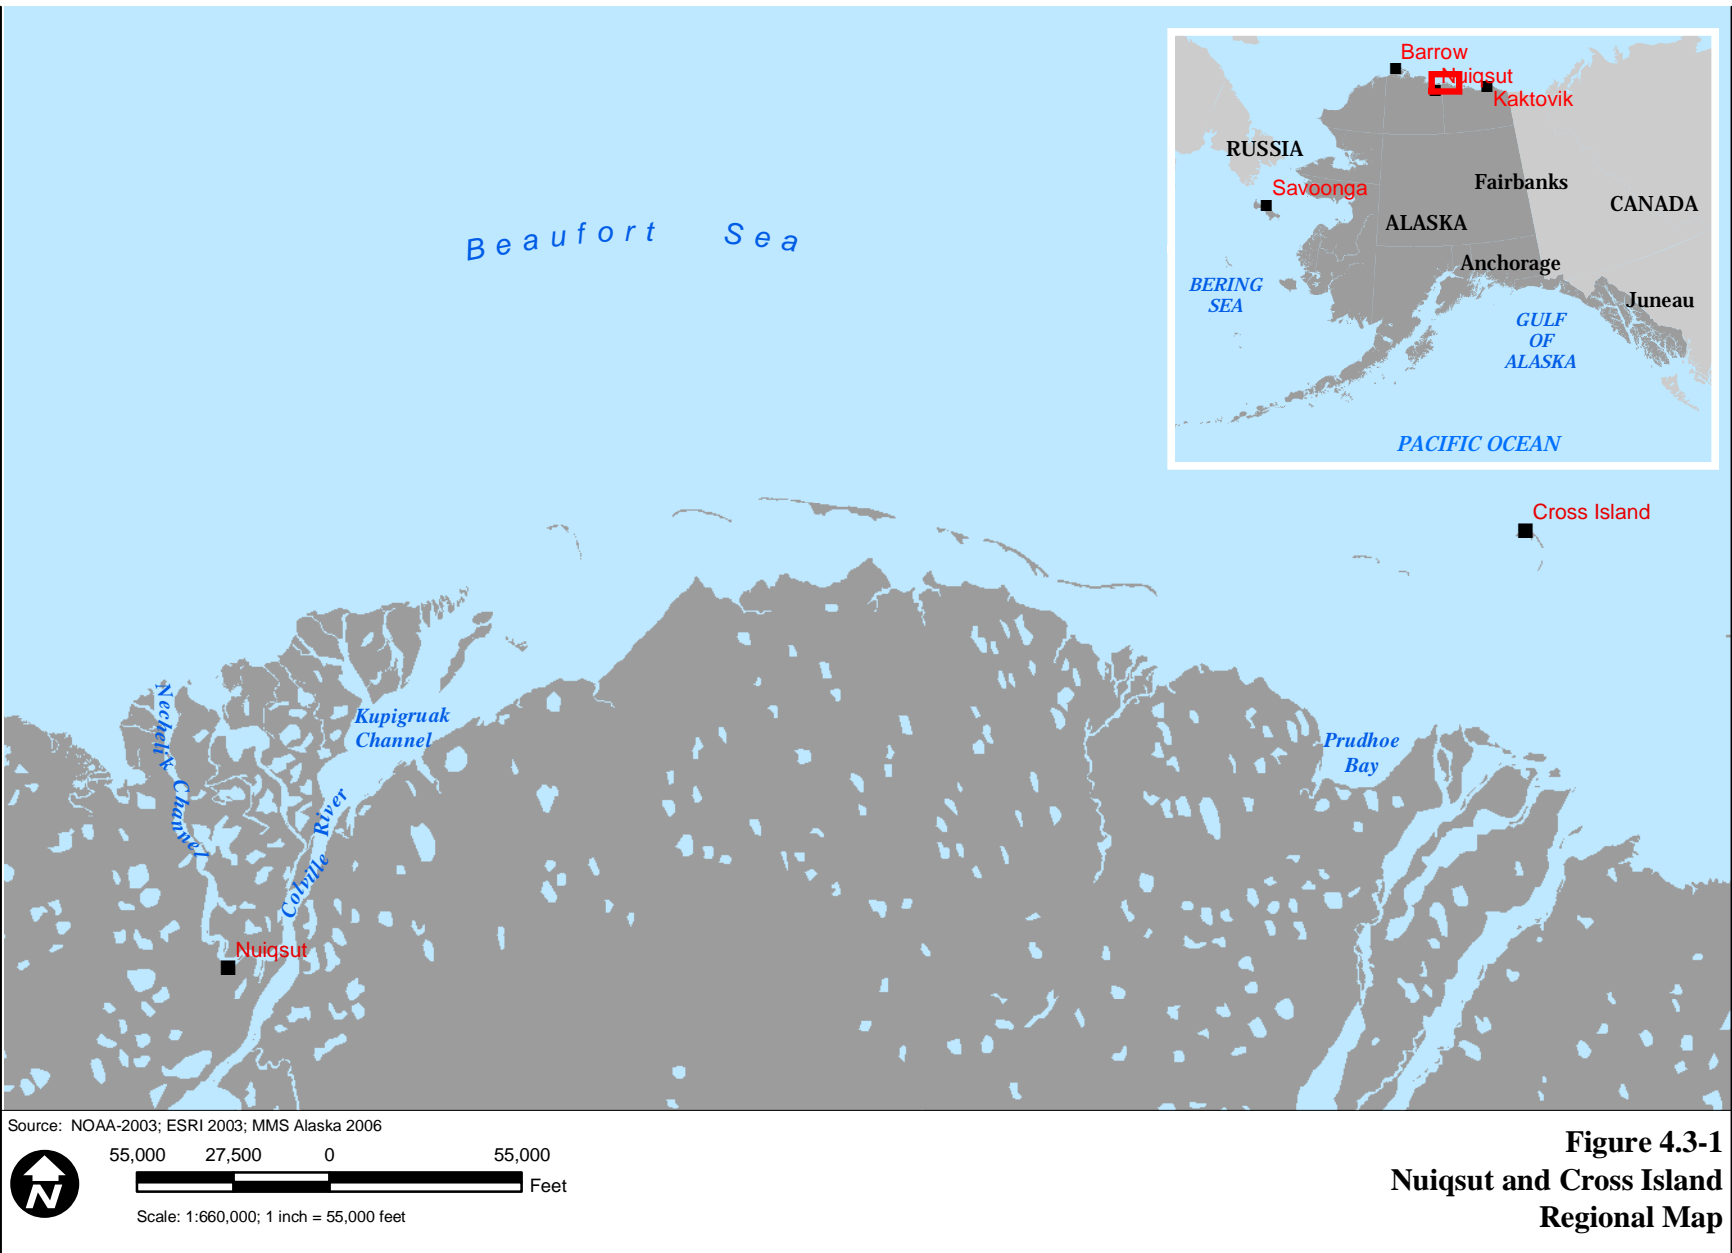 Barrow
Nuiqsut
Kaktovik
RUSSIA
Savoonga
Fairbanks
CANADA
ALASKA
Anchorage
BERING
SEA
Juneau
GULF
OF
ALASKA
PACIFIC OCEAN
Beaufort Sea
Cross Island
Nechelik Channel
Kupigruak
Channel
Colville River
Prudhoe
Bay
Nuiqsut
Source: NOAA-2003; ESRI 2003; MMS Alaska 2006
N
55,000 27,500 0 55,000
Feet
Scale: 1:660,000; 1 inch = 55,000 feet
Figure 4.3-1
Nuiqsut and Cross Island
Regional Map